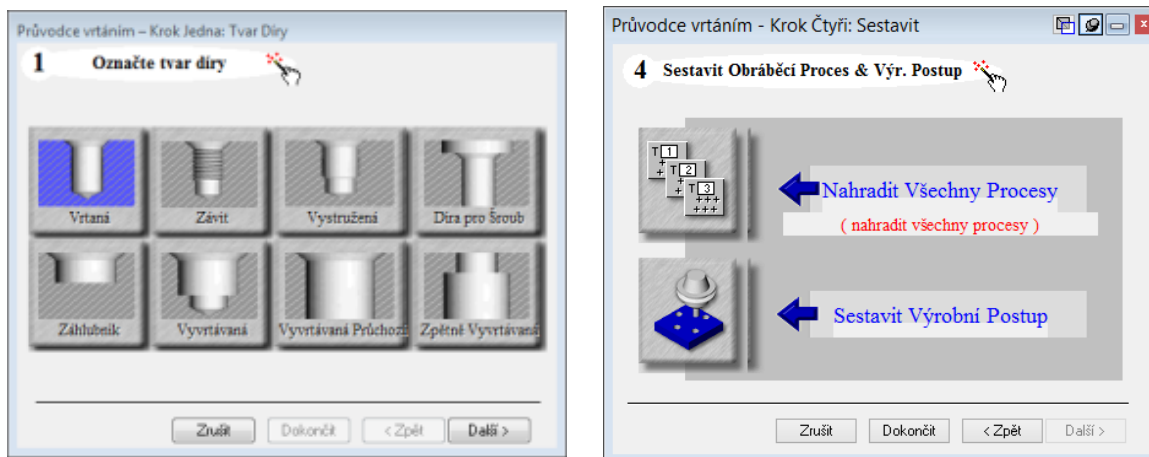 Průvodce vrtáním – Krok Jedna: Tvar Díry
1 Označte tvar díry
Vrtaná Závit Vystružená Díra pro Šroub
Záhlubeik Vyvrtávaná Vyvrtávaná Průchozí Zpětně Vyvrtávaná
Zrušit Dokončit < Zpět Další >
Průvodce vrtáním - Krok Čtyři: Sestavit
4 Sestavit Obráběcí Proces & Výr. Postup
T 1
T 2
T 3
Nahradit Všechny Procesy
( nahradit všechny procesy )
Sestavit Výrobní Postup
Zrušit Dokončit < Zpět Další >